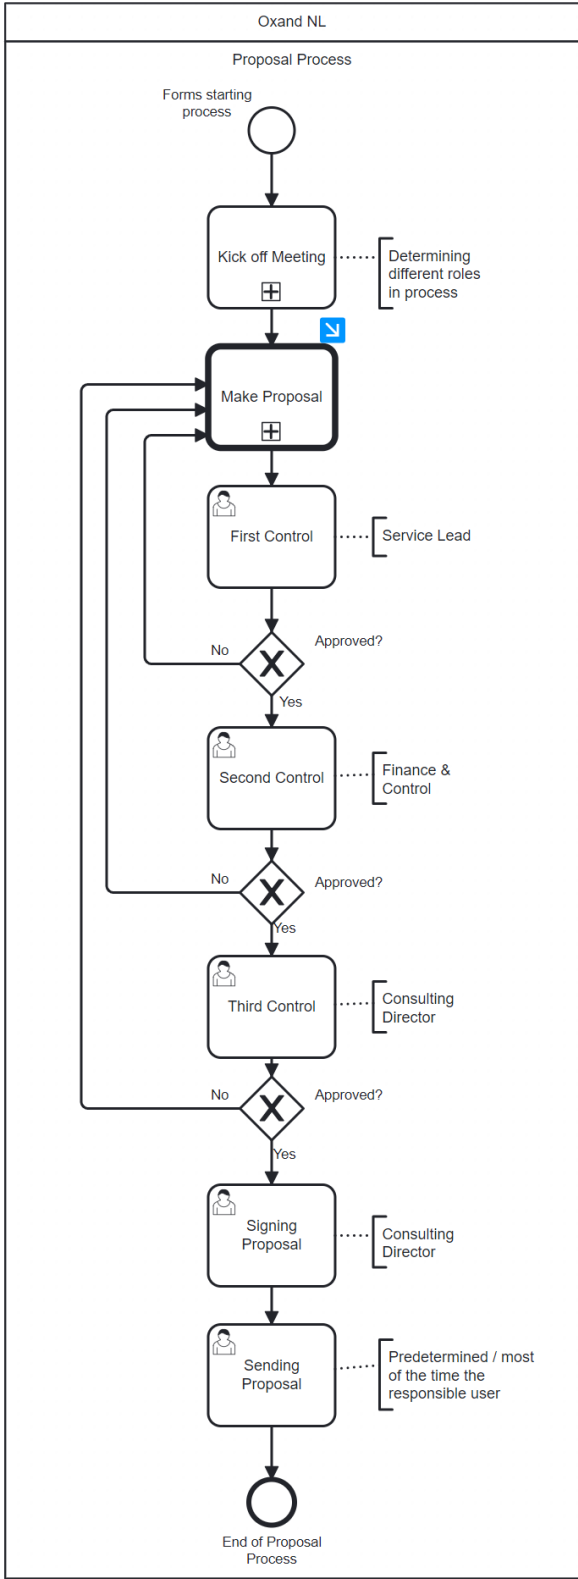 Oxand NL
Proposal Process
Forms starting
process
Kick off Meeting
Determining
different roles
in process
Make Proposal
First Control
Service Lead
Approved?
No
Yes
Second Control
Finance &
Control
Approved?
No
Yes
Third Control
Consulting
Director
Approved?
No
Yes
Signing
Proposal
Consulting
Director
Sending
Proposal
Predetermined / most
of the time the
responsible user
End of Proposal
Process